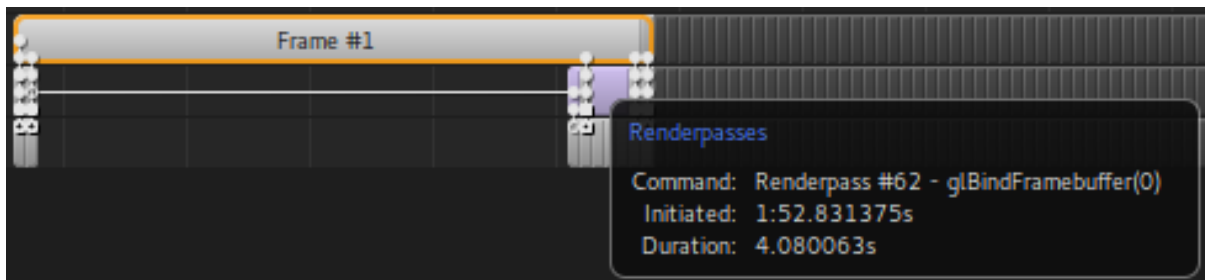 Frame #1
Renderpasses
Command: Renderpass #62 - glBindFramebuffer(0)
Initiated: 1:52.831375s
Duration: 4.080063s